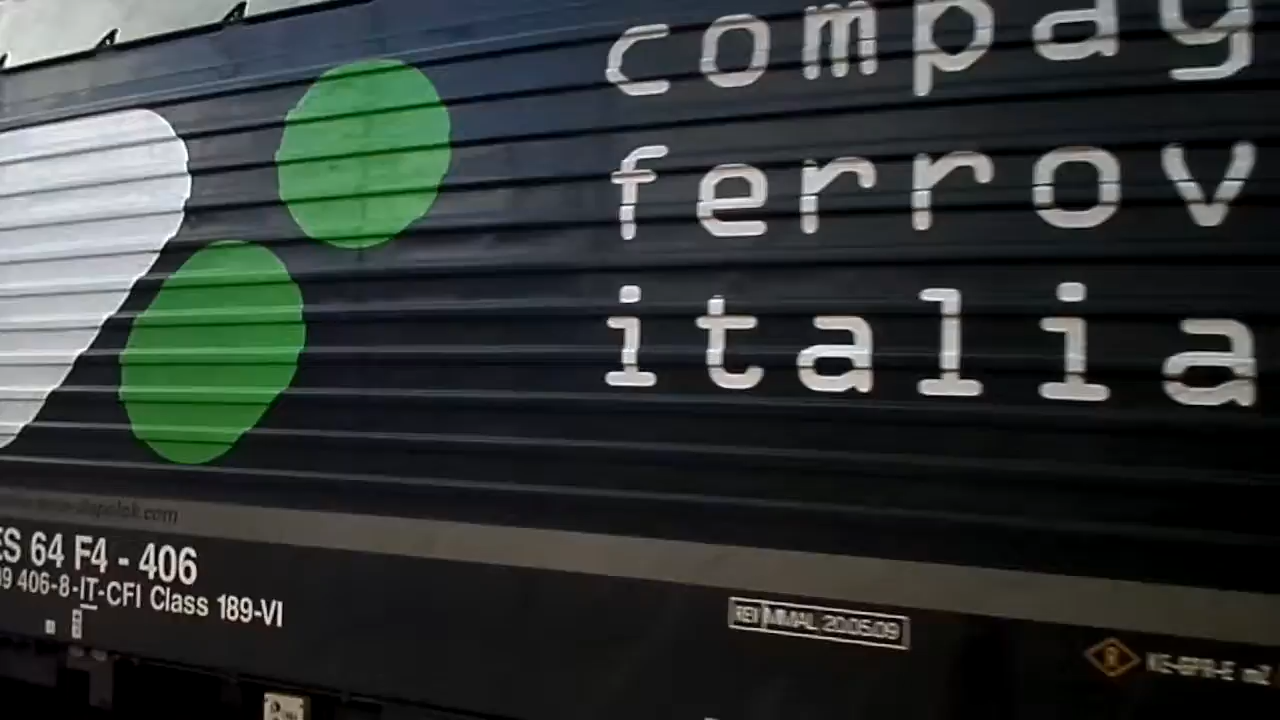 compag
ferrov
italia
ES 64 F4 - 406
89 406-8-IT-CFI Class 189-VI
REV MMAL 20.05.09
R